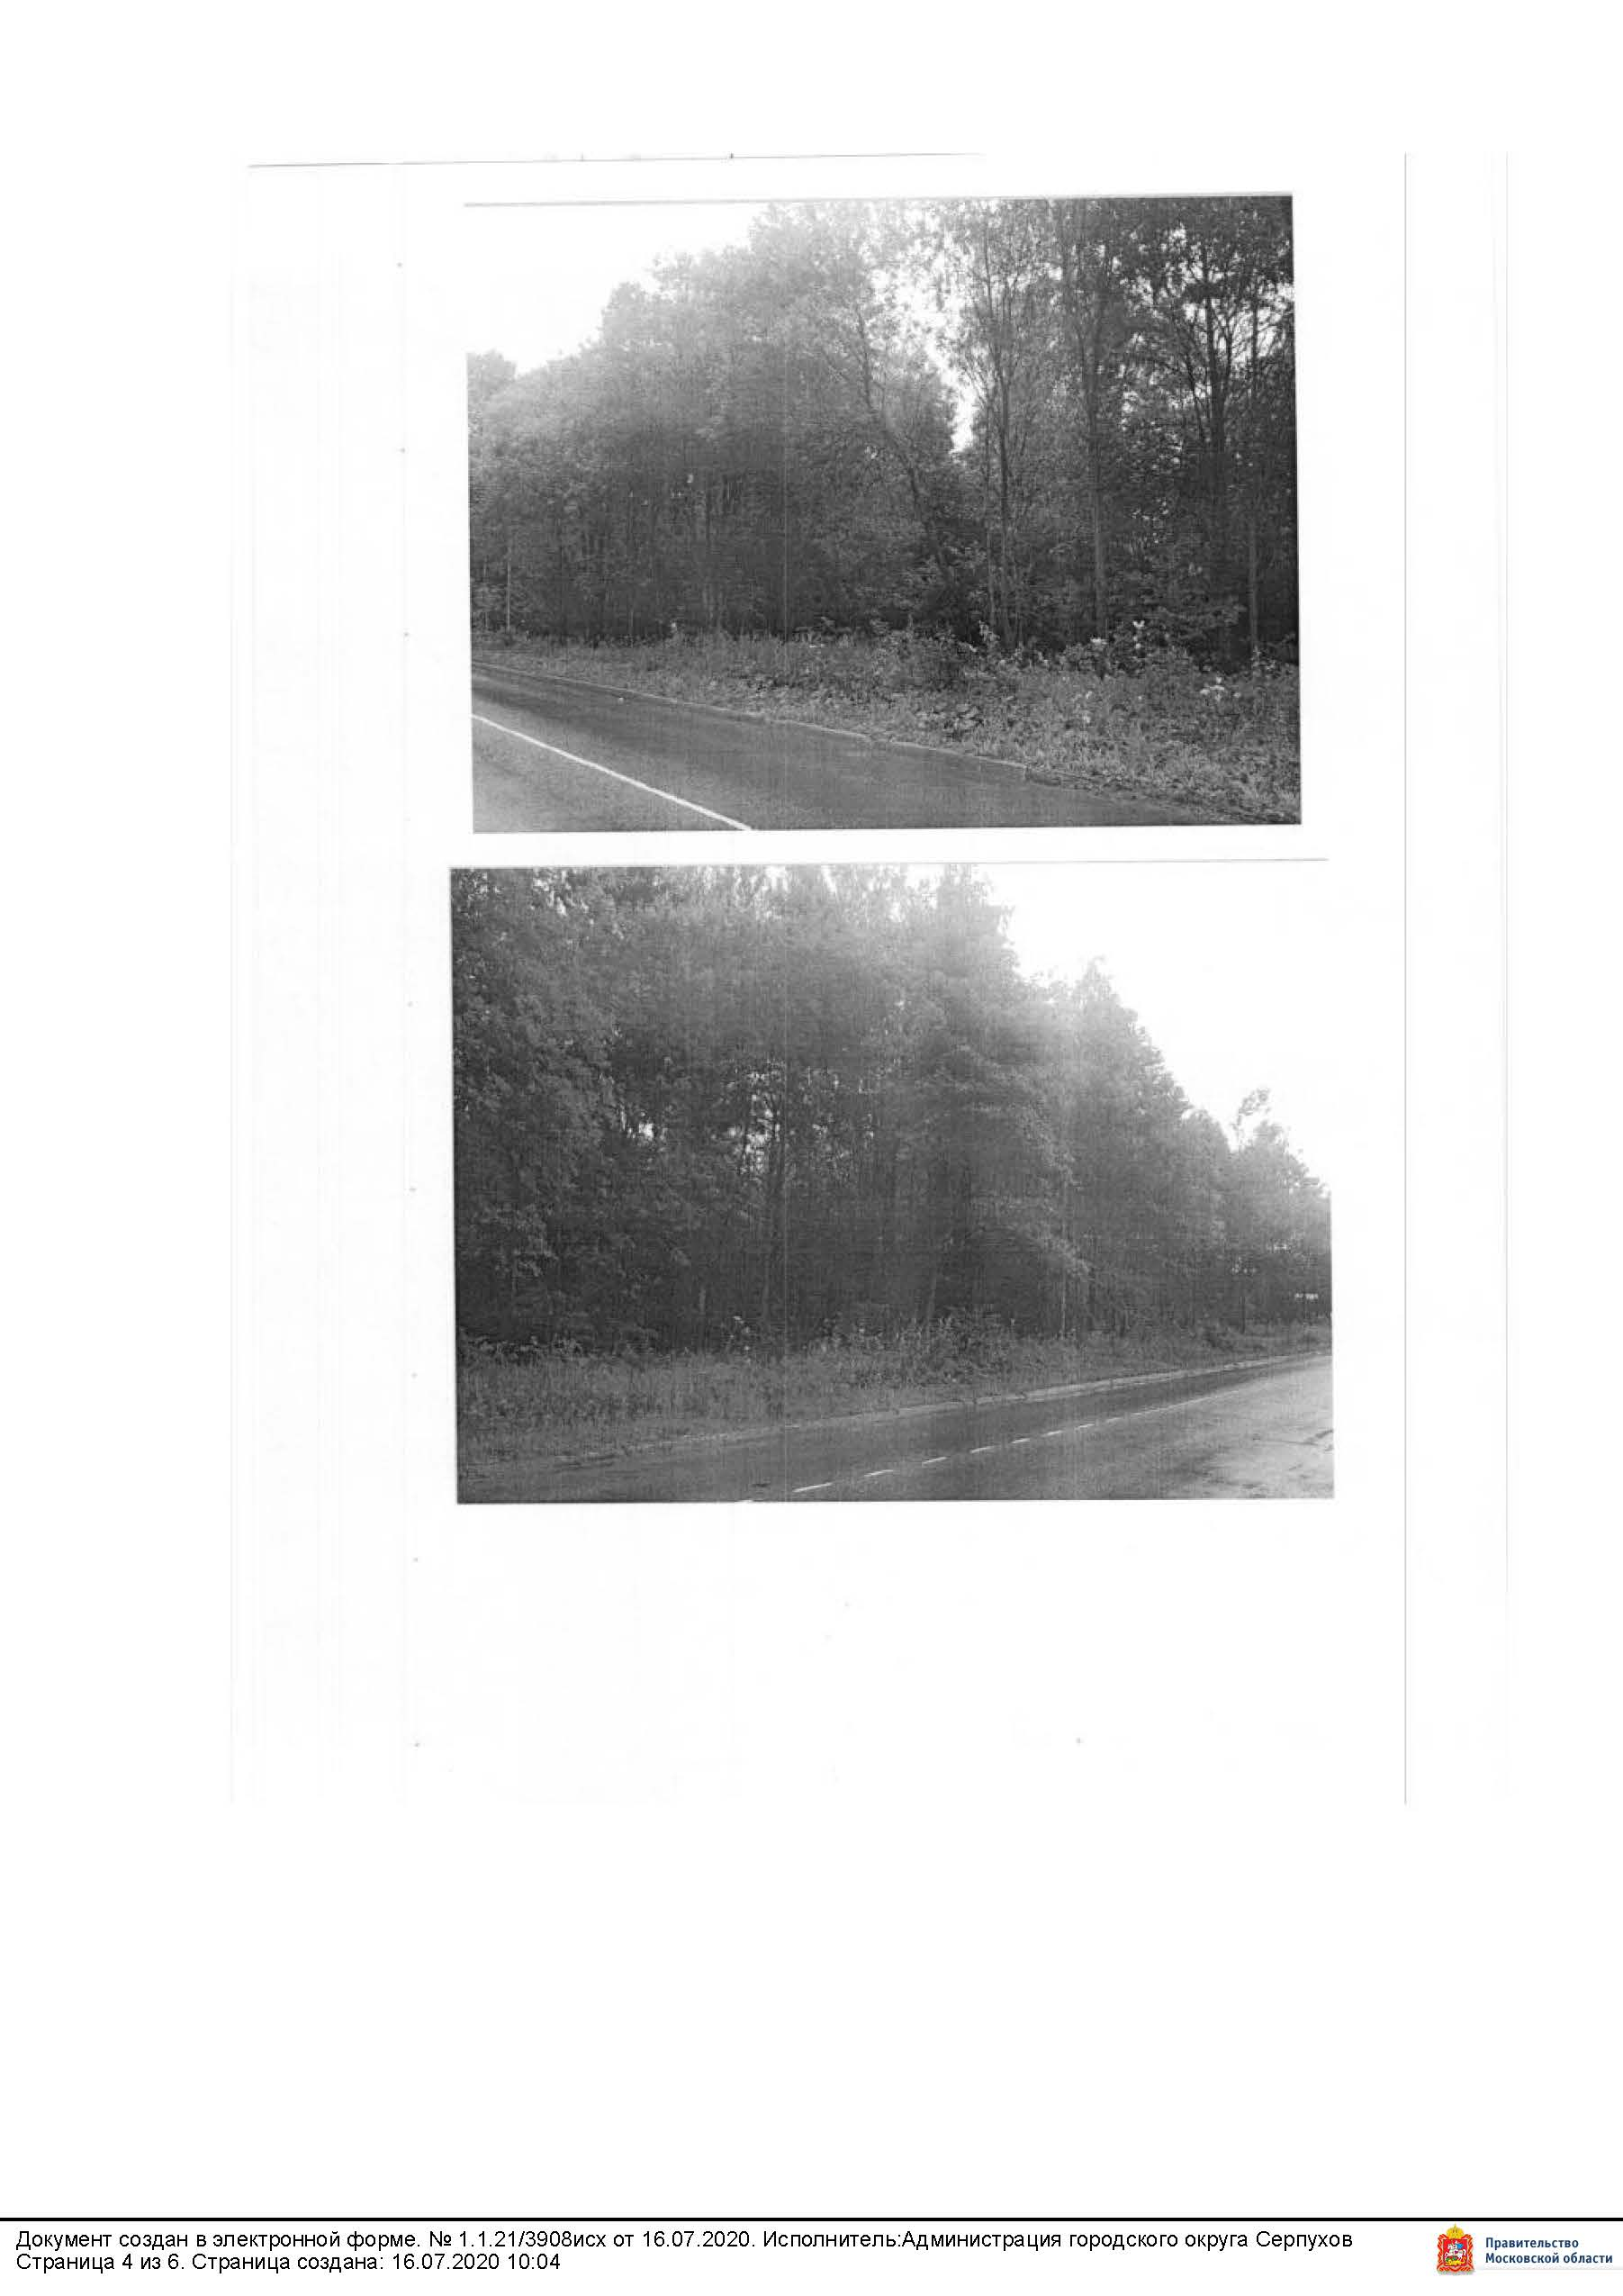 Документ создан в электронной форме. № 1.1.21/3908исх от 16.07.2020. Исполнитель:Администрация городского округа Серпухов
Страница 4 из 6. Страница создана: 16.07.2020 10:04
Правительство
Московской области